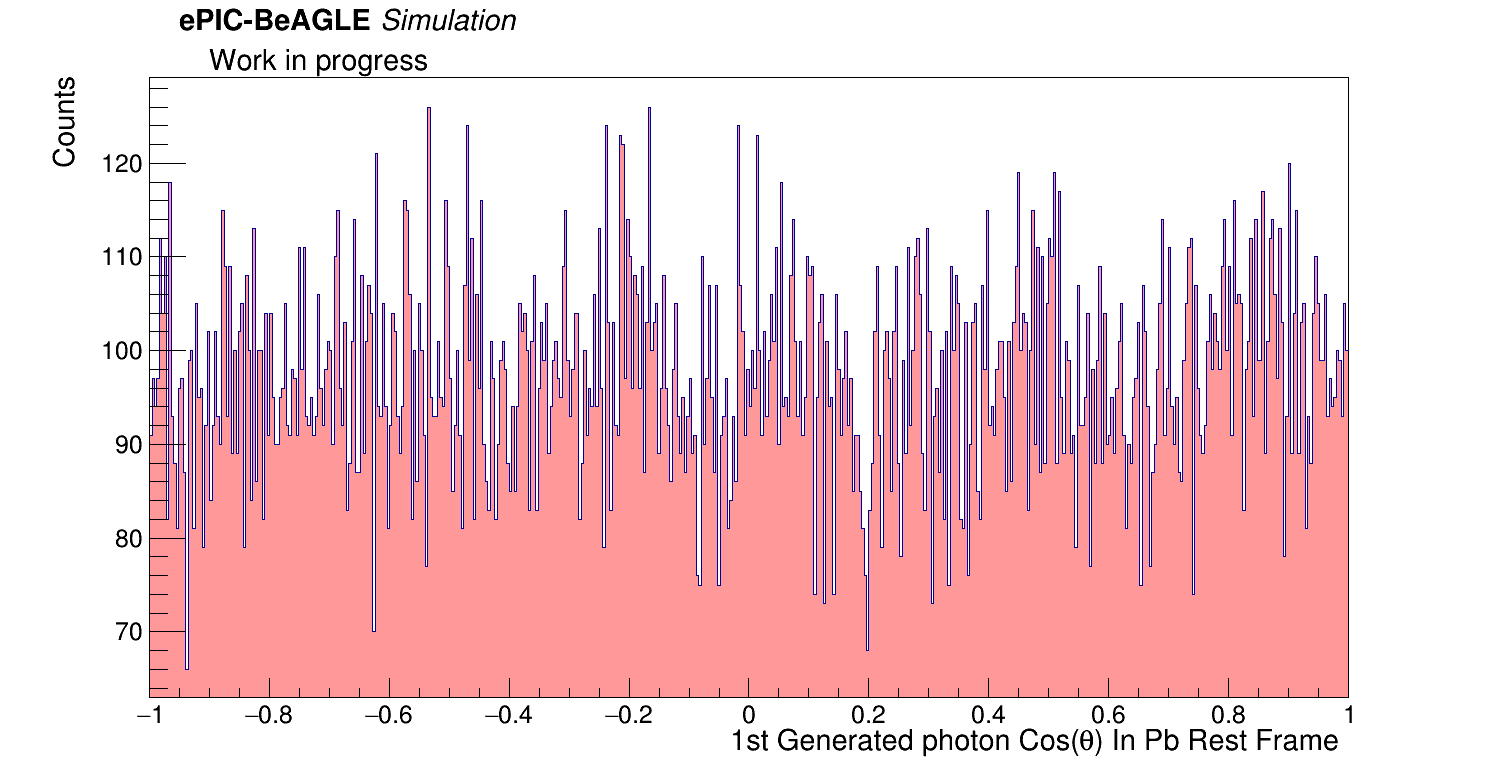 ePIC-BeAGLE Simulation
Work in progress
Counts
120
110
100
90
80
70
−1 −0.8 −0.6 −0.4 −0.2 0 0.2 0.4 0.6 0.8 1
1st Generated photon Cos(θ) In Pb Rest Frame